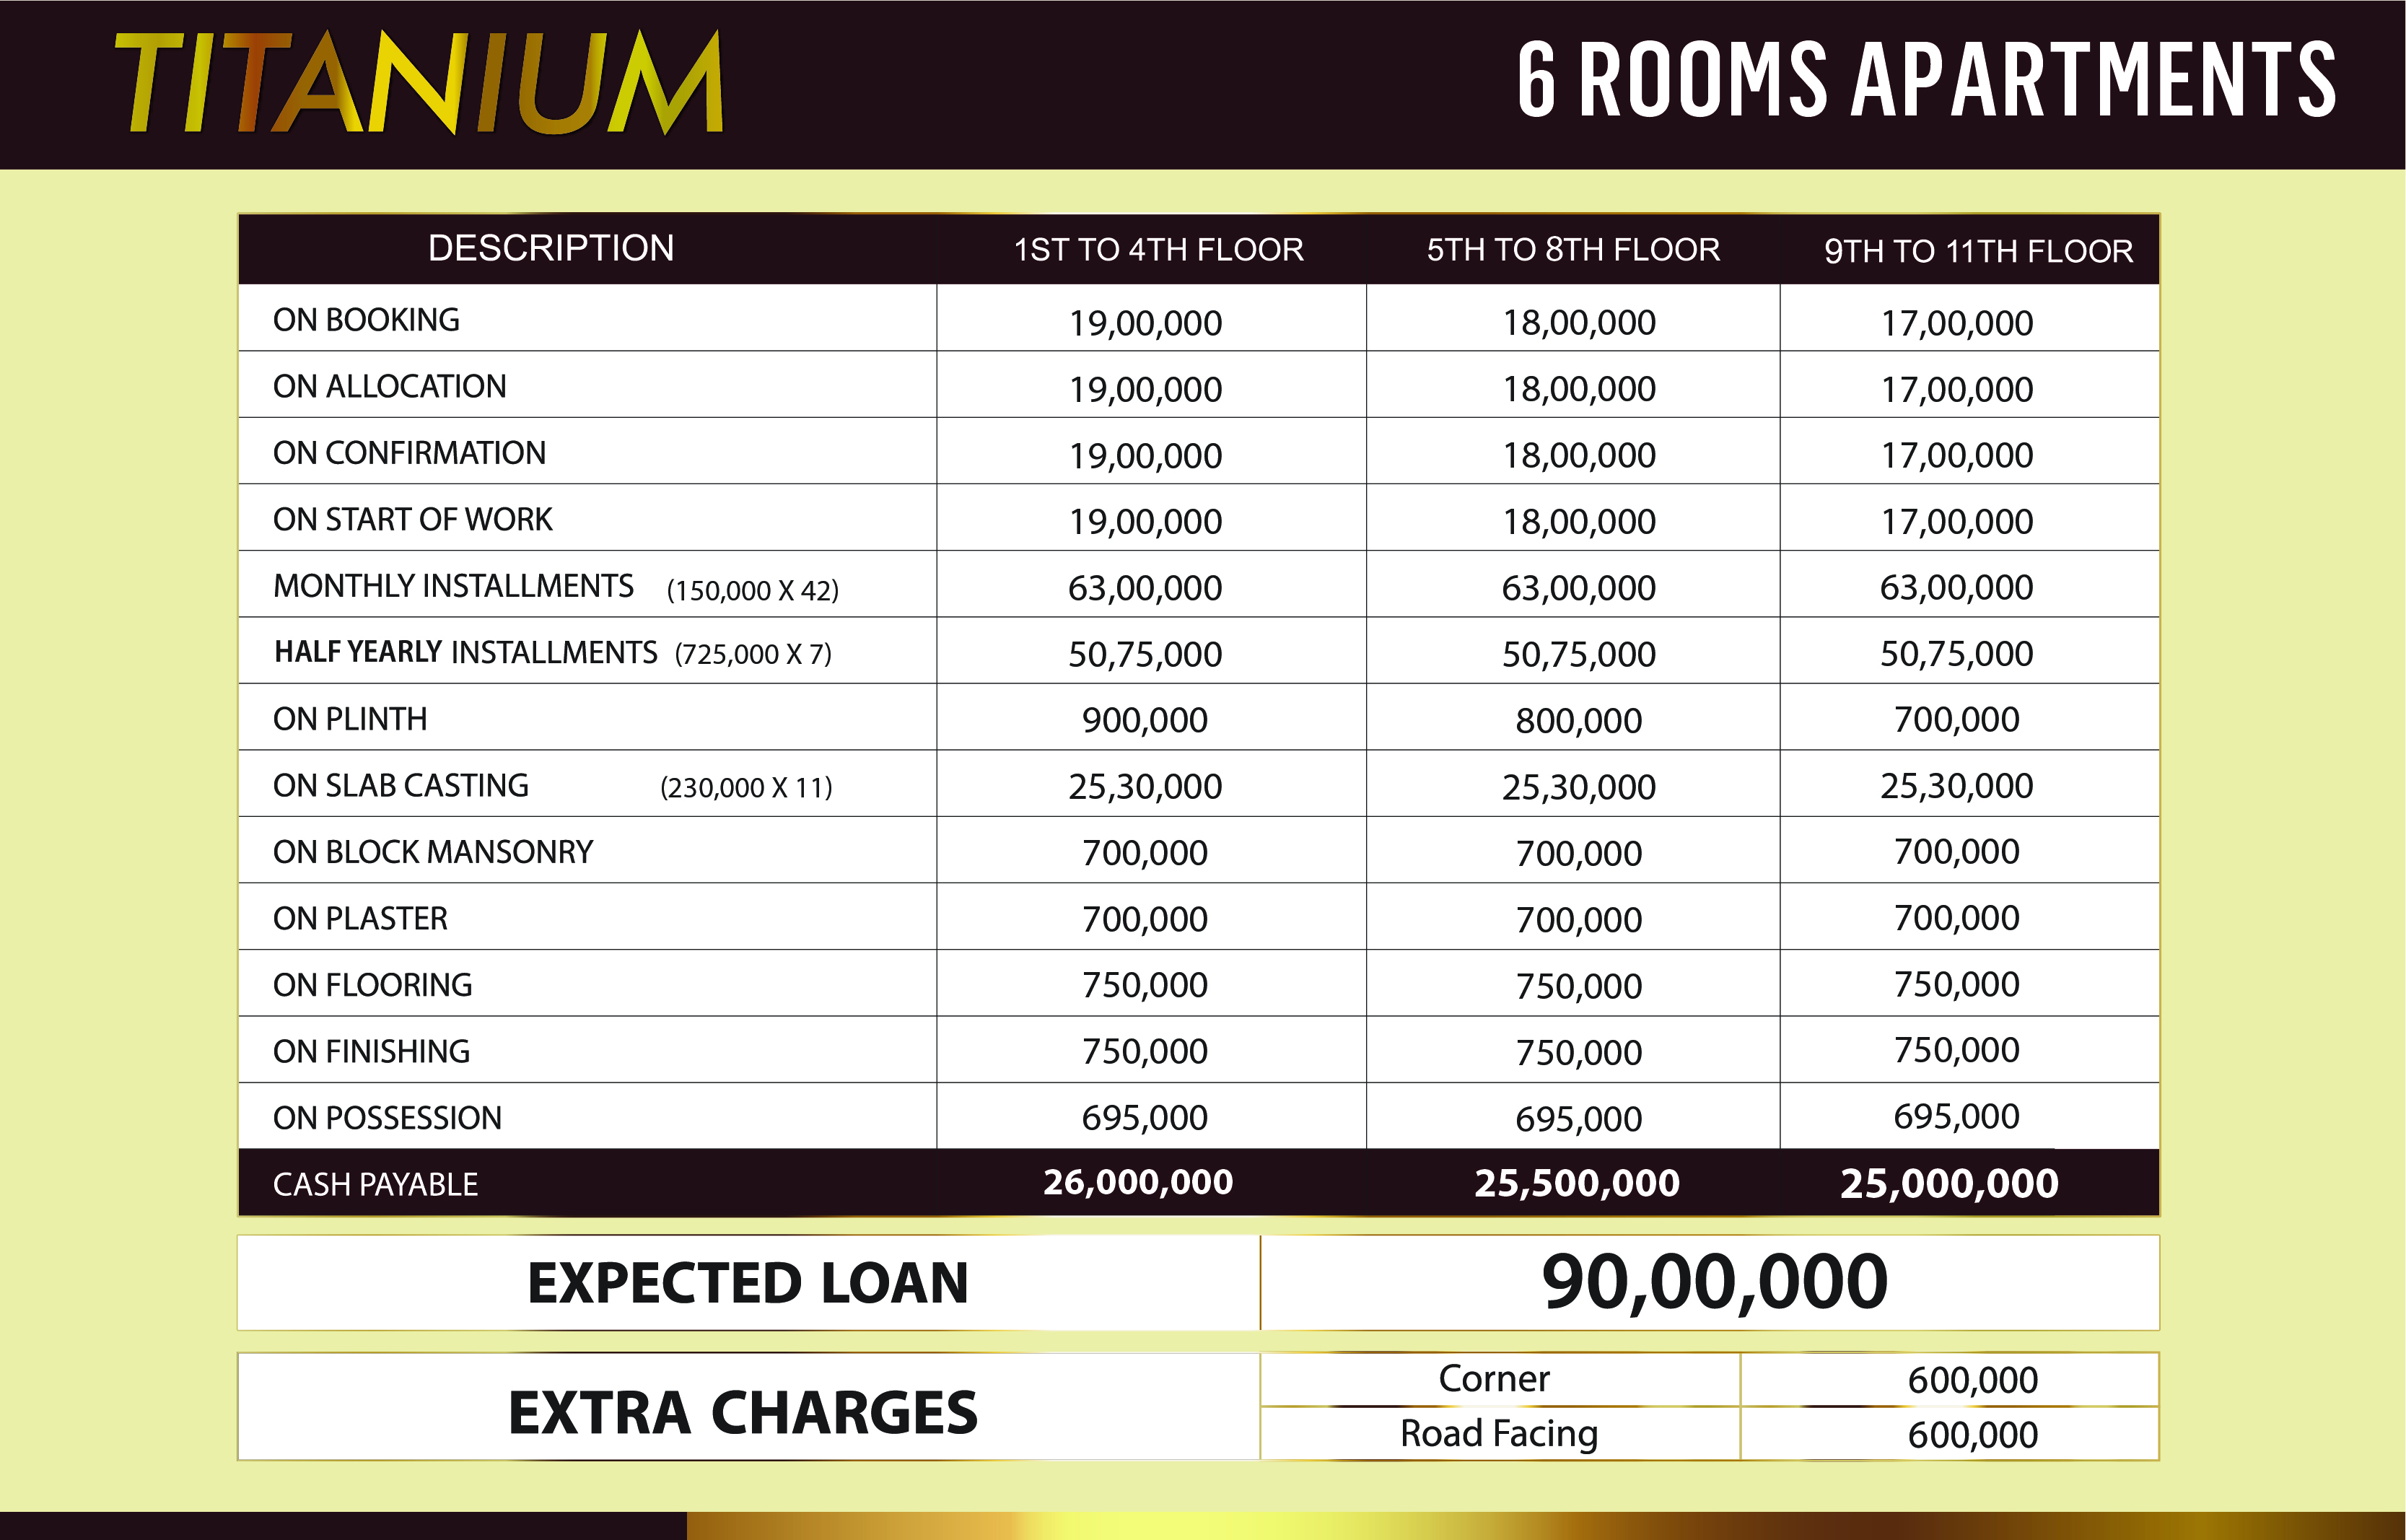 TITANIUM 6 ROOMS APARTMENTS
DESCRIPTION 1ST TO 4TH FLOOR 5TH TO 8TH FLOOR 9TH TO 11TH FLOOR
ON BOOKING 19,00,000 18,00,000 17,00,000
ON ALLOCATION 19,00,000 18,00,000 17,00,000
ON CONFIRMATION 19,00,000 18,00,000 17,00,000
ON START OF WORK 19,00,000 18,00,000 17,00,000
MONTHLY INSTALLMENTS (150,000 X 42) 63,00,000 63,00,000 63,00,000
HALF YEARLY INSTALLMENTS (725,000 X 7) 50,75,000 50,75,000 50,75,000
ON PLINTH 900,000 800,000 700,000
ON SLAB CASTING (230,000 X 11) 25,30,000 25,30,000 25,30,000
ON BLOCK MANSONRY 700,000 700,000 700,000
ON PLASTER 700,000 700,000 700,000
ON FLOORING 750,000 750,000 750,000
ON FINISHING 750,000 750,000 750,000
ON POSSESSION 695,000 695,000 695,000
CASH PAYABLE 26,000,000 25,500,000 25,000,000
EXPECTED LOAN 90,00,000
EXTRA CHARGES
Corner 600,000
Road Facing 600,000